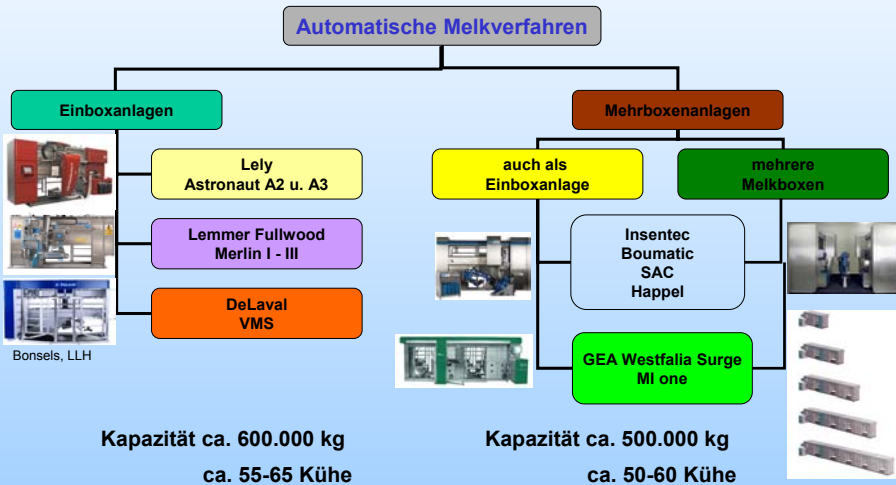 Automatische Melkverfahren
Einboxanlagen
Mehrboxenanlagen
Lely
Astronaut A2 u. A3
auch als
Einboxanlage
mehrere
Melkboxen
Lemmer Fullwood
Merlin I - III
Insentec
Boumatic
SAC
Happel
DeLaval
VMS
Bonsels, LLH
GEA Westfalia Surge
MI one
Kapazität ca. 600.000 kg
ca. 55-65 Kühe
Kapazität ca. 500.000 kg
ca. 50-60 Kühe